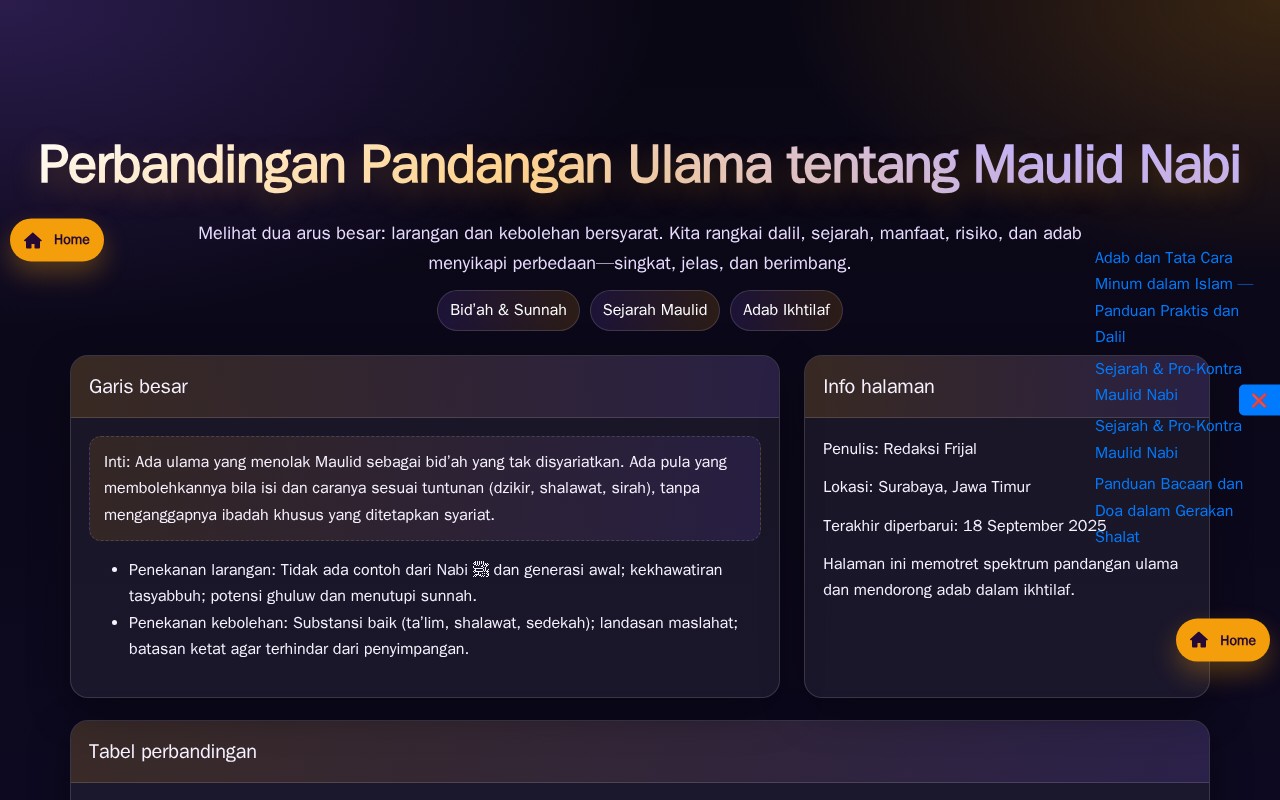 Perbandingan Pandangan Ulama tentang Maulid Nabi
Home
Melihat dua arus besar: larangan dan kebolehan bersyarat. Kita rangkai dalil, sejarah, manfaat, risiko, dan adab
menyikapi perbedaan—singkat, jelas, dan berimbang.
Bid'ah & Sunnah
Sejarah Maulid
Adab Ikhtilaf
Adab dan Tata Cara
Minum dalam Islam —
Panduan Praktis dan
Dalil
Sejarah & Pro-Kontra
Maulid Nabi
Sejarah & Pro-Kontra
Maulid Nabi
Panduan Bacaan dan
Doa dalam Gerakan
Shalat
Garis besar
Inti: Ada ulama yang menolak Maulid sebagai bid'ah yang tak disyariatkan. Ada pula yang
membolehkannya bila isi dan caranya sesuai tuntunan (dzikir, shalawat, sirah), tanpa
menganggapnya ibadah khusus yang ditetapkan syariat.
• Penekanan larangan: Tidak ada contoh dari Nabi ﷺ dan generasi awal; kekhawatiran
tasyabbuh; potensi ghuluw dan menutupi sunnah.
• Penekanan kebolehan: Substansi baik (ta'lim, shalawat, sedekah); landasan maslahat;
batasan ketat agar terhindar dari penyimpangan.
Info halaman
Penulis: Redaksi Frijal
Lokasi: Surabaya, Jawa Timur
Terakhir diperbarui: 18 September 2025
Halaman ini memotret spektrum pandangan ulama
dan mendorong adab dalam ikhtilaf.
Home
Tabel perbandingan